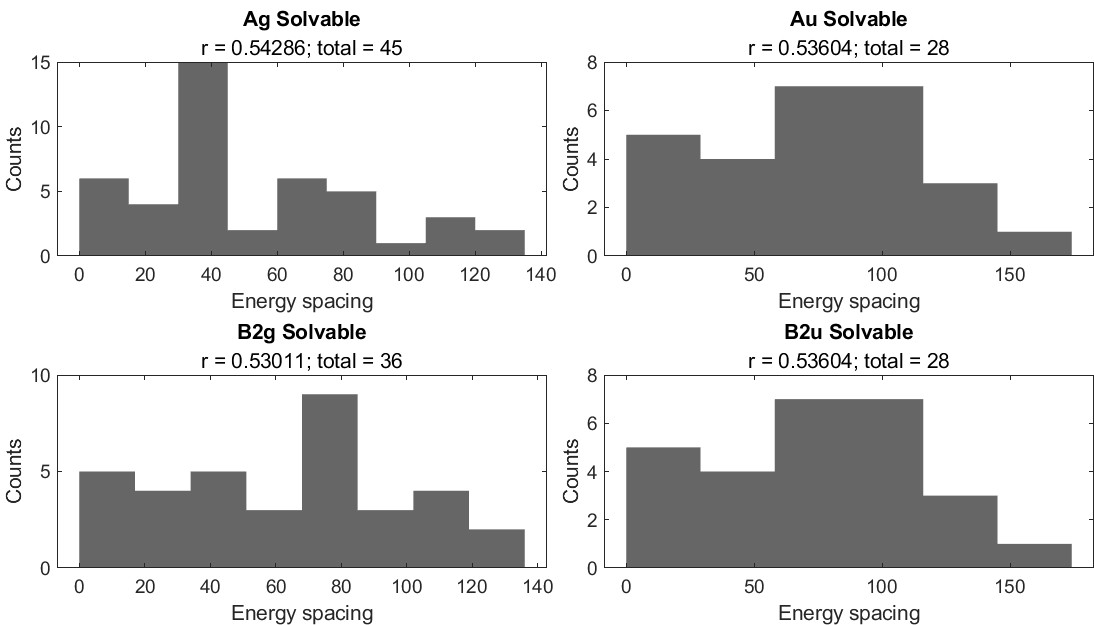 Ag Solvable
r = 0.54286; total = 45
15
10
5
0
Counts
0 20 40 60 80 100 120 140
Energy spacing
Au Solvable
r = 0.53604; total = 28
8
6
4
2
0
Counts
0 50 100 150
Energy spacing
B2g Solvable
r = 0.53011; total = 36
10
5
0
Counts
0 20 40 60 80 100 120 140
Energy spacing
B2u Solvable
r = 0.53604; total = 28
8
6
4
2
0
Counts
0 50 100 150
Energy spacing